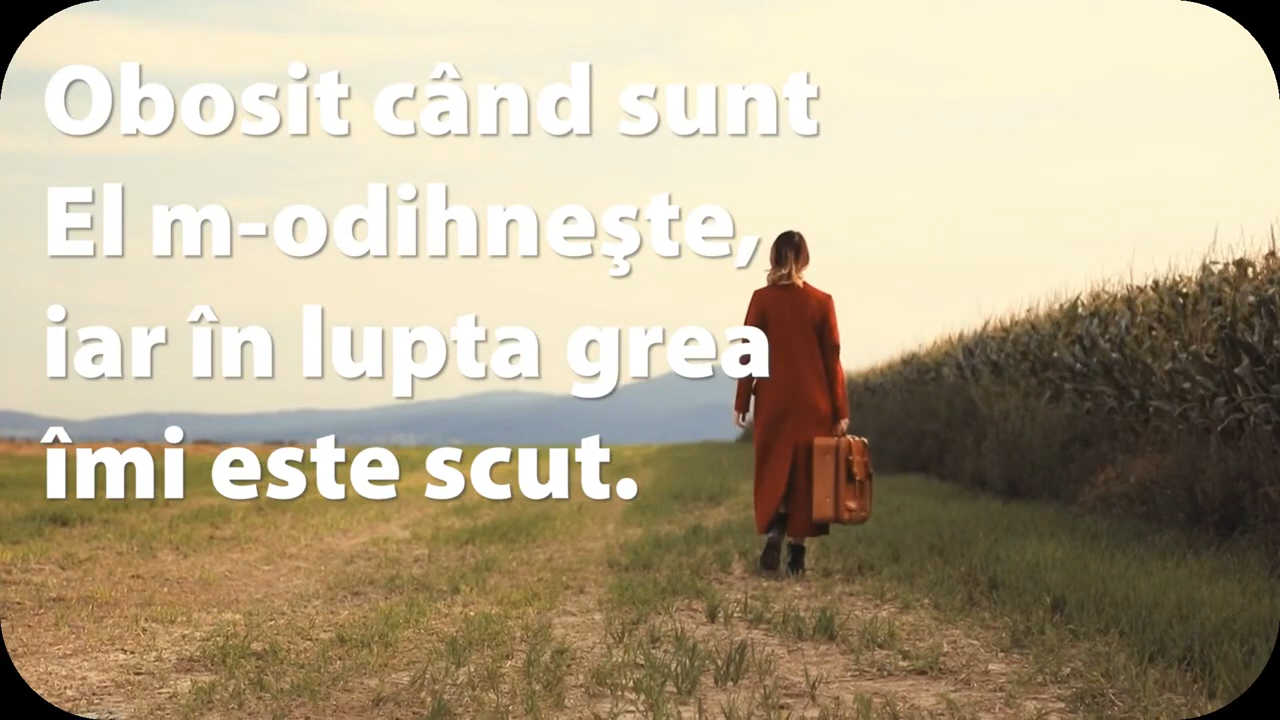 Obosit când sunt
El m-odihneşte,
iar în lupta grea
îmi este scut.